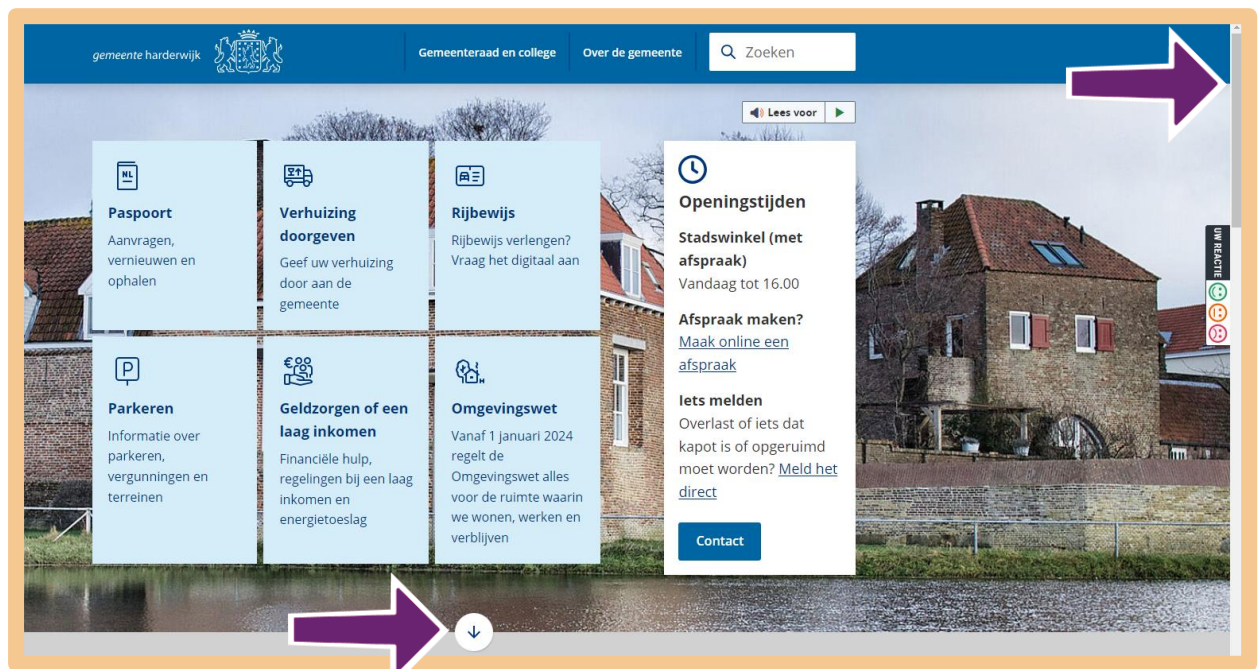 gemeente harderwijk
Gemeenteraad en college
Over de gemeente
Zoeken
Lees voor
NL
Paspoort
Aanvragen,
vernieuwen en
ophalen
Verhuizing
doorgeven
Geef uw verhuizing
door aan de
gemeente
Rijbewijs
Rijbewijs verlengen?
Vraag het digitaal aan
P
Parkeren
Informatie over
parkeren,
vergunningen en
terreinen
€
Geldzorgen of een
laag inkomen
Financiële hulp,
regelingen bij een laag
inkomen en
energietoeslag
Omgevingswet
Vanaf 1 januari 2024
regelt de
Omgevingswet alles
voor de ruimte waarin
we wonen, werken en
verblijven
Openingstijden
Stadswinkel (met
afspraak)
Vandaag tot 16.00
Afspraak maken?
Maak online een
afspraak
Iets melden
Overlast of iets dat
kapot is of opgeruimd
moet worden? Meld het
direct
Contact
UW REACTIE